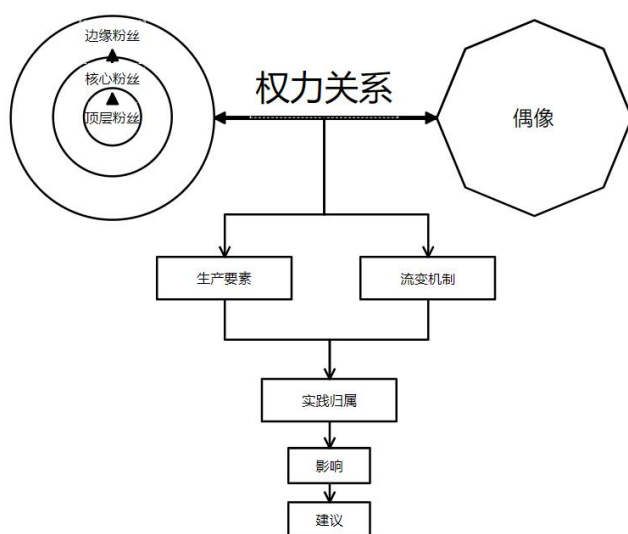 边缘粉丝
核心粉丝
顶层粉丝
权力关系
偶像
生产要素
流变机制
实践归属
影响
建议